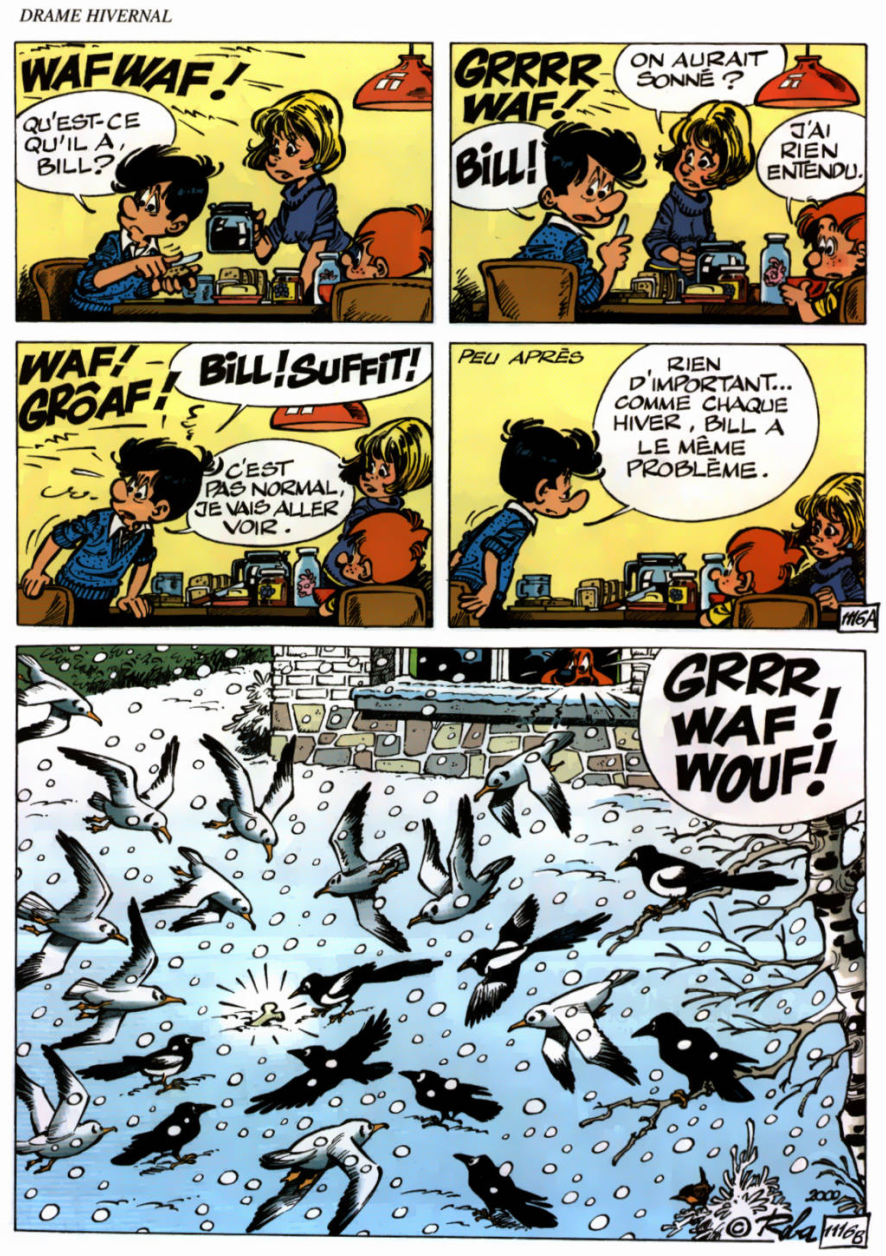 DRAME HIVERNAL
WAF WAF !
QU'EST-CE
QU'IL A,
BILL?
GRRRR
WAF!
ON AURAIT
SONNÉ ?
BILL!
J'AI
RIEN
ENTENDU.
WAF!
GRÔAF!
BILL! SUFFIT!
C'EST
PAS NORMAL,
JE VAIS ALLER
VOIR.
PEU APRÈS
RIEN
D'IMPORTANT...
COMME CHAQUE
HIVER, BILL A
LE MÊME
PROBLÈME.
1116A
GRRR
WAF !
WOUF!
2000
© Roba
1116B